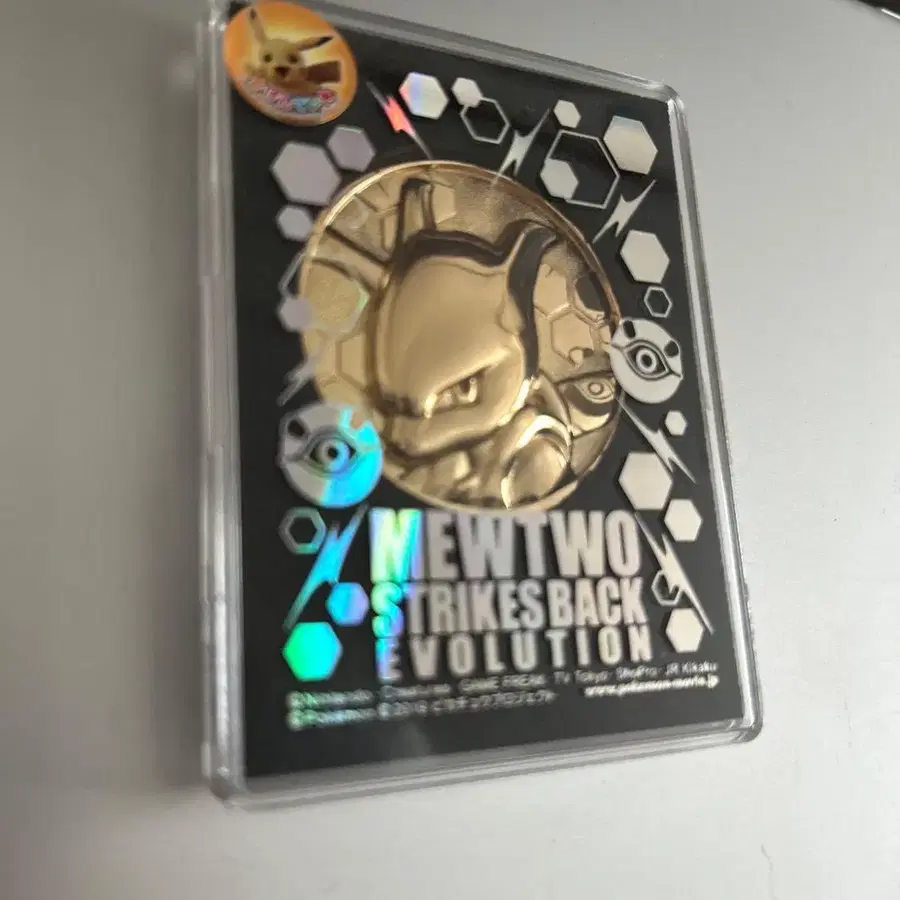 MEWTWO
STRIKES BACK
EVOLUTION
©Nintendo · Creatures · GAME FREAK · TV Tokyo · ShoPro · JR Kikaku
©Pokémon ©2019 ピカチュウプロジェクト
www.pokemon-movie.jp